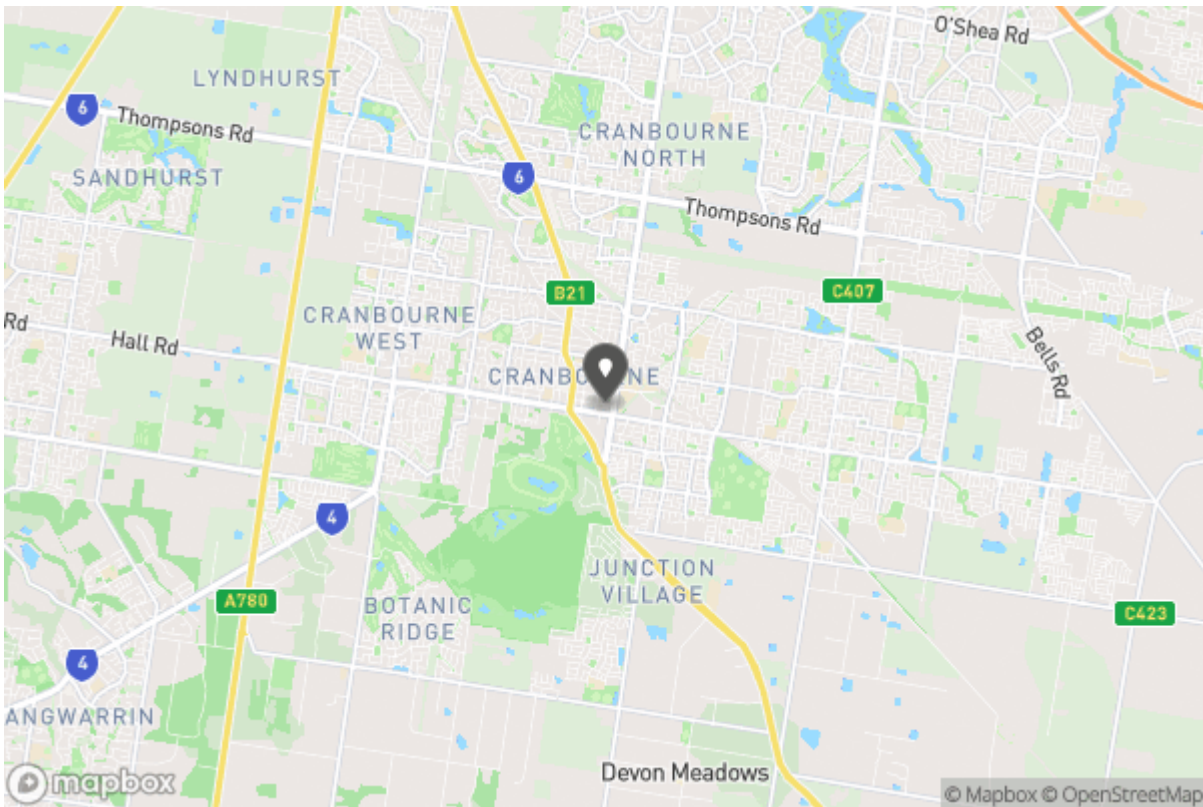 O'Shea Rd
LYNDHURST
6
Thompsons Rd
CRANBOURNE
NORTH
SANDHURST
6
Thompsons Rd
B21
C407
CRANBOURNE
WEST
Rd
Hall Rd
Bells Rd
CRANBOURNE
4
JUNCTION
VILLAGE
A780
BOTANIC
RIDGE
C423
4
ANGWARRIN
Devon Meadows
mapbox
© Mapbox © OpenStreetMap